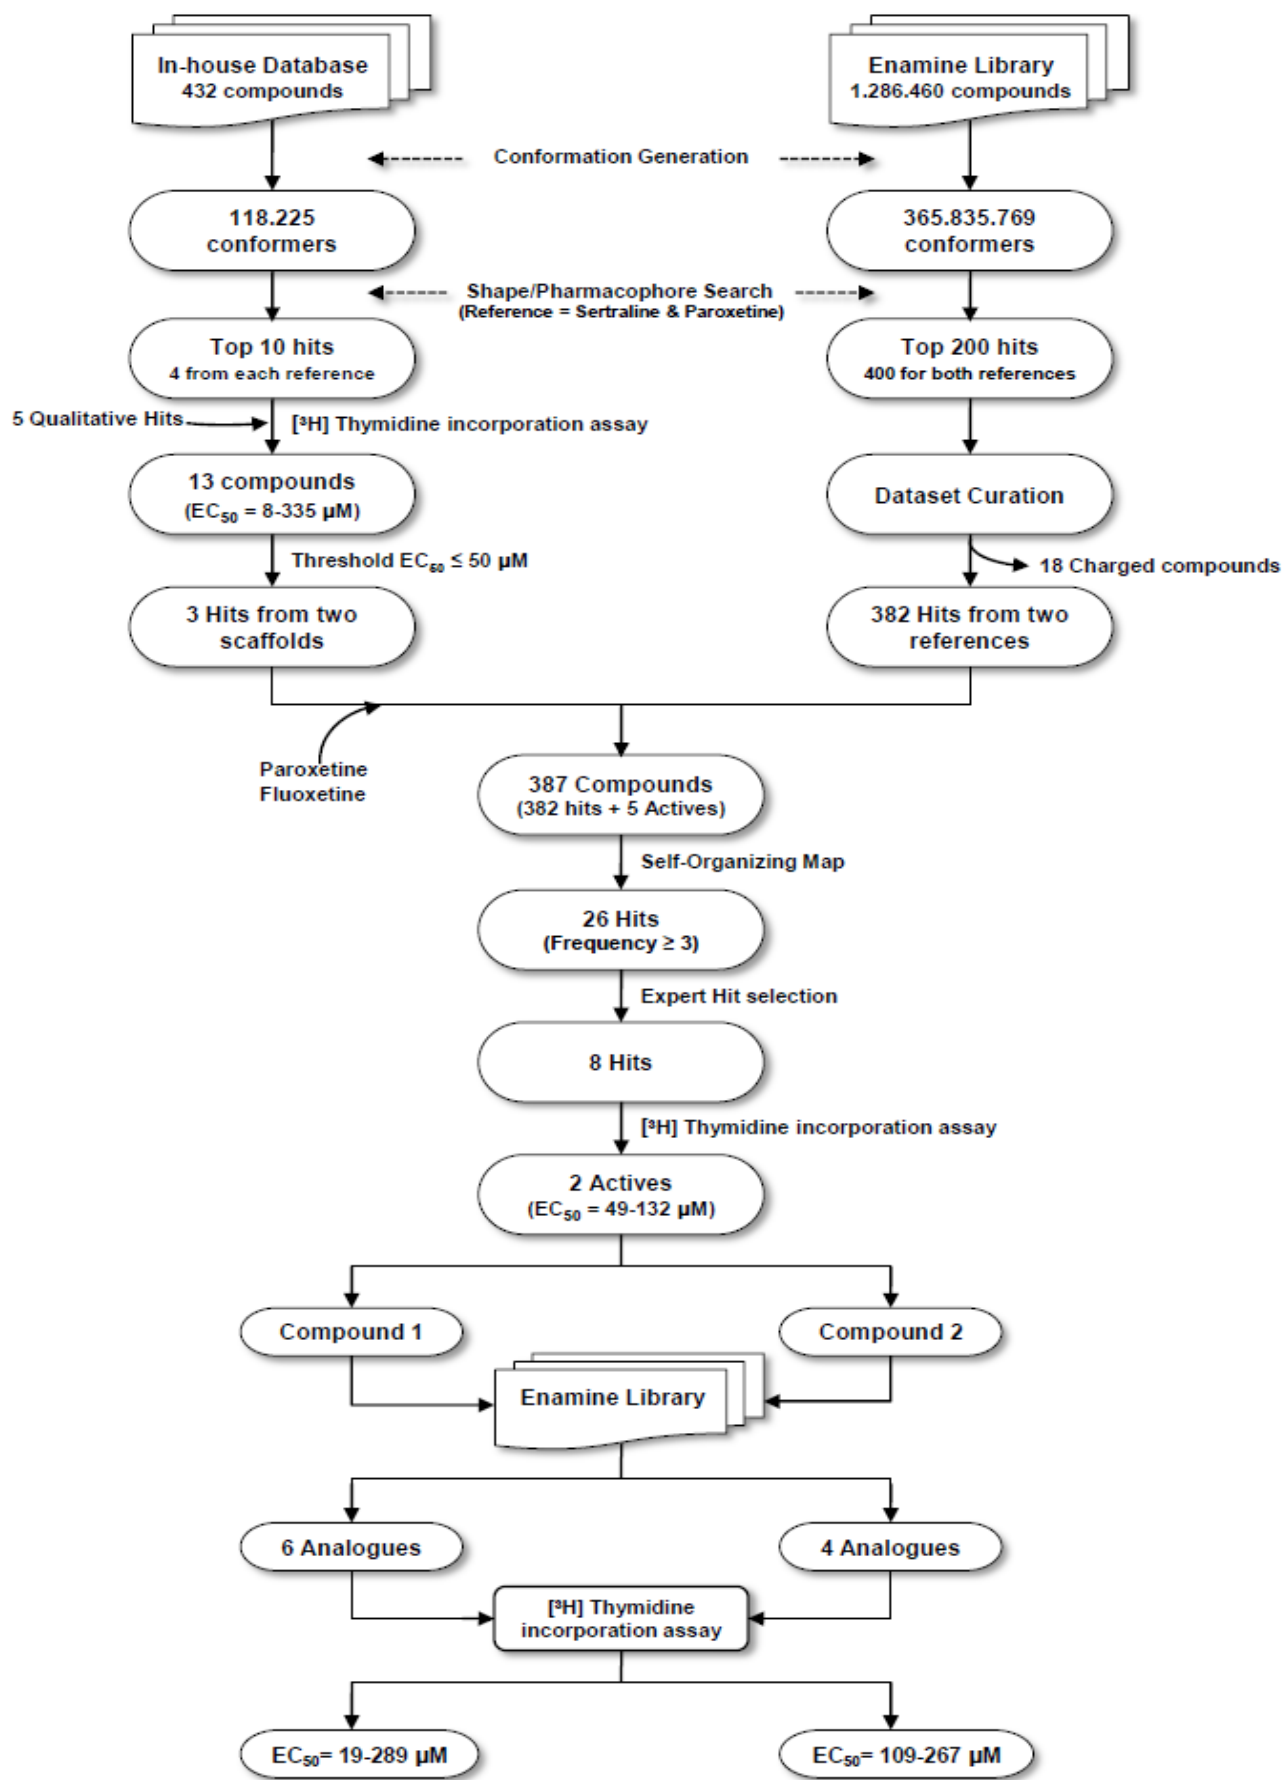 In-house Database
432 compounds
Enamine Library
1.286.460 compounds
Conformation Generation
118.225
conformers
365.835.769
conformers
Shape/Pharmacophore Search
(Reference = Sertraline & Paroxetine)
Top 10 hits
4 from each reference
Top 200 hits
400 for both references
5 Qualitative Hits
[³H] Thymidine incorporation assay
13 compounds
(EC₅₀ = 8-335 µM)
Dataset Curation
Threshold EC₅₀ ≤ 50 µM
18 Charged compounds
3 Hits from two
scaffolds
382 Hits from two
references
Paroxetine
Fluoxetine
387 Compounds
(382 hits + 5 Actives)
Self-Organizing Map
26 Hits
(Frequency ≥ 3)
Expert Hit selection
8 Hits
[³H] Thymidine incorporation assay
2 Actives
(EC₅₀ = 49-132 µM)
Compound 1
Compound 2
Enamine Library
6 Analogues
4 Analogues
[³H] Thymidine
incorporation assay
EC₅₀= 19-289 µM
EC₅₀= 109-267 µM